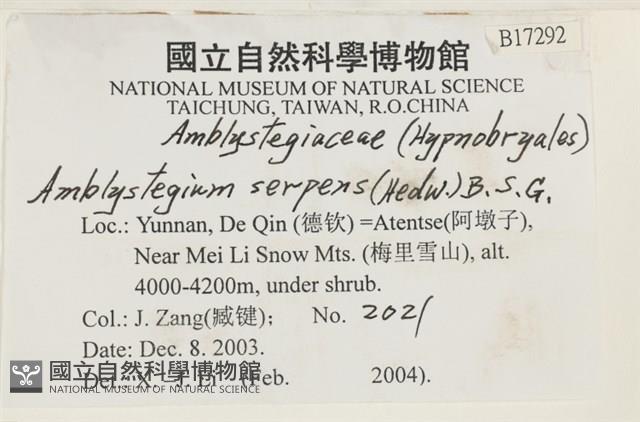 B17292
國立自然科學博物館
NATIONAL MUSEUM OF NATURAL SCIENCE
TAICHUNG, TAIWAN, R.O.CHINA
Amblystegiaceae (Hypnobryales)
Amblystegium serpens (Hedw.) B. S. G.
Loc.: Yunnan, De Qin (德钦) =Atentse(阿墩子),
Near Mei Li Snow Mts. (梅里雪山), alt.
4000-4200m, under shrub.
Col.: J. Zang(臧键); No. 2021
Date: Dec. 8. 2003.
國立自然科學博物館
NATIONAL MUSEUM OF NATURAL SCIENCE
2004).